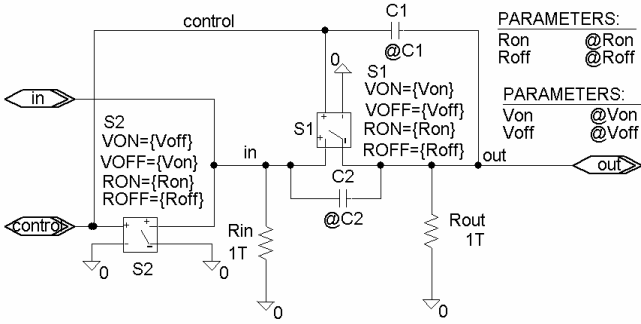 control
C1
@C1
PARAMETERS:
Ron @Ron
Roff @Roff
PARAMETERS:
Von @Von
Voff @Voff
0
S1
VON={Von}
VOFF={Voff}
RON={Ron}
ROFF={Roff}
S1
in
S2
VON={Voff}
VOFF={Von}
RON={Ron}
ROFF={Roff}
in
out
out
C2
@C2
control
S2
0
0
Rin
1T
0
Rout
1T
0